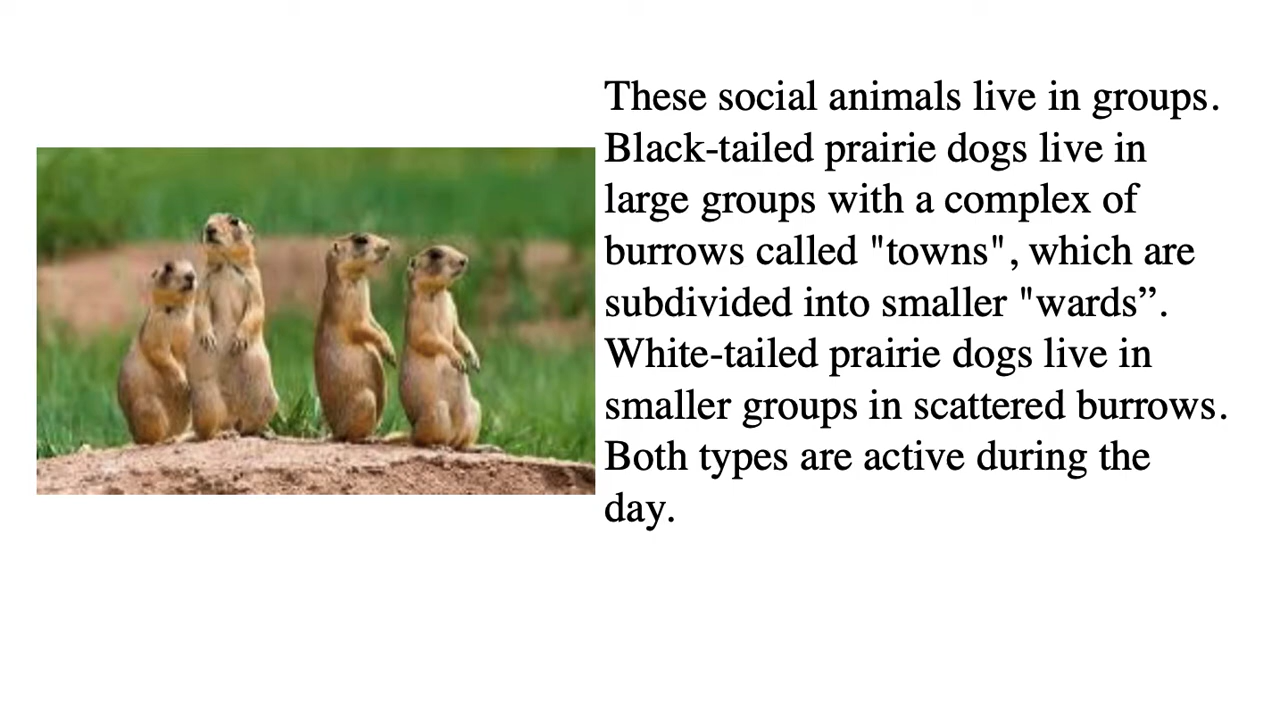 These social animals live in groups.
Black-tailed prairie dogs live in
large groups with a complex of
burrows called "towns", which are
subdivided into smaller "wards”.
White-tailed prairie dogs live in
smaller groups in scattered burrows.
Both types are active during the
day.